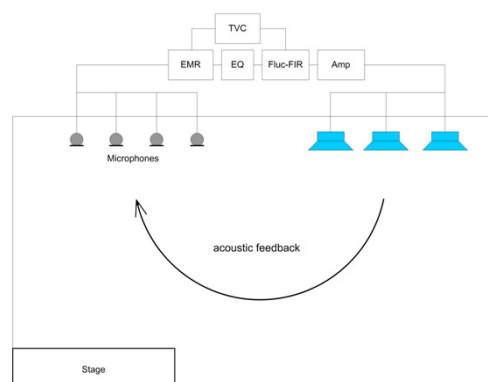 TVC
EMR
EQ
Fluc-FIR
Amp
Microphones
acoustic feedback
Stage